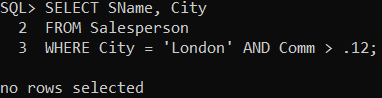 SQL> SELECT SName, City
  2  FROM Salesperson
  3  WHERE City = 'London' AND Comm > .12;

no rows selected